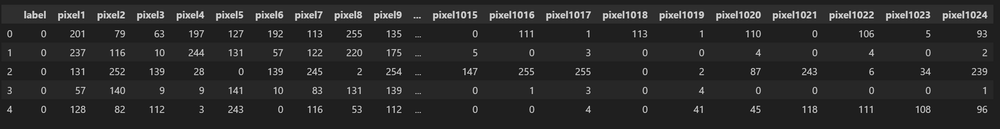 label pixel1 pixel2 pixel3 pixel4 pixel5 pixel6 pixel7 pixel8 pixel9 ... pixel1015 pixel1016 pixel1017 pixel1018 pixel1019 pixel1020 pixel1021 pixel1022 pixel1023 pixel1024
0 0 201 79 63 197 127 192 113 255 135 ... 0 111 1 113 1 110 0 106 5 93
1 0 237 116 10 244 131 57 122 220 175 ... 5 0 3 0 0 4 0 4 0 2
2 0 131 252 139 28 0 139 245 2 254 ... 147 255 255 0 2 87 243 6 34 239
3 0 57 140 9 9 141 10 83 131 139 ... 0 1 3 0 4 0 0 0 0 1
4 0 128 82 112 3 243 0 116 53 112 ... 0 0 4 0 41 45 118 111 108 96